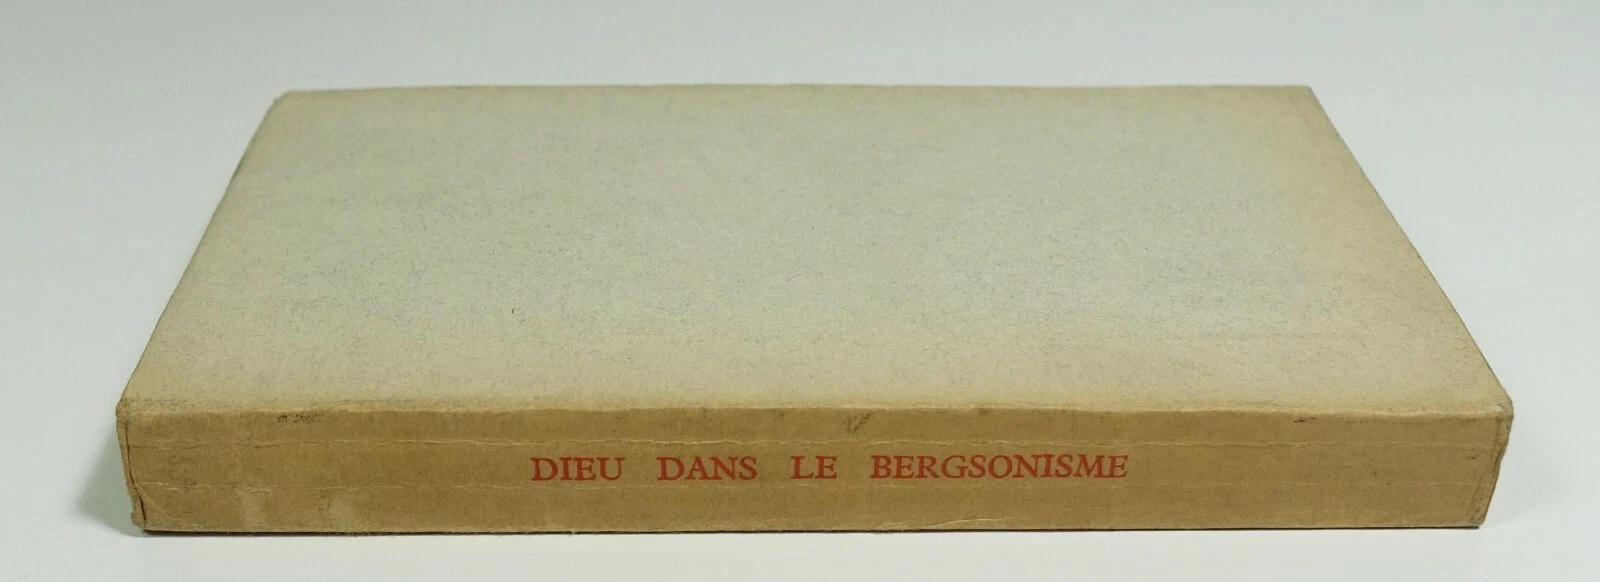 DIEU DANS LE BERGSONISME